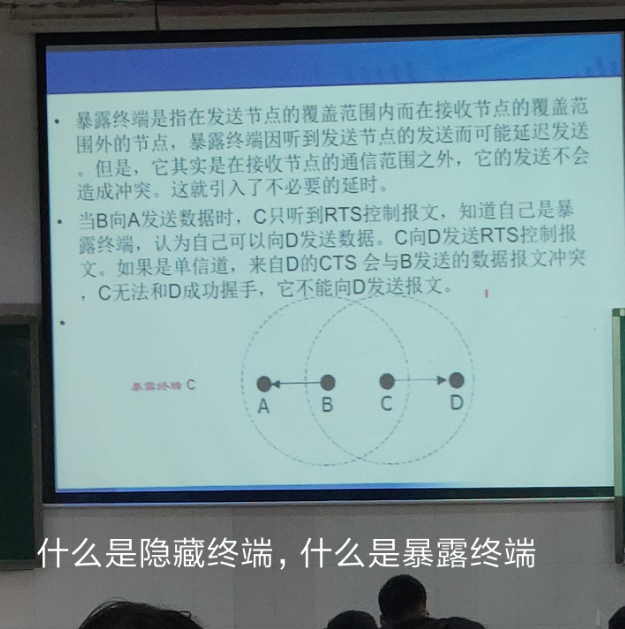 • 暴露终端是指在发送节点的覆盖范围内而在接收节点的覆盖范
围外的节点，暴露终端因听到发送节点的发送而可能延迟发送
。但是，它其实是在接收节点的通信范围之外，它的发送不会
造成冲突。这就引入了不必要的延时。
• 当B向A发送数据时，C只听到RTS控制报文，知道自己是暴
露终端，认为自己可以向D发送数据。C向D发送RTS控制报
文。如果是单信道，来自D的CTS 会与B发送的数据报文冲突
，C无法和D成功握手，它不能向D发送报文。
•
暴露终端 C
A B C D
什么是隐藏终端，什么是暴露终端